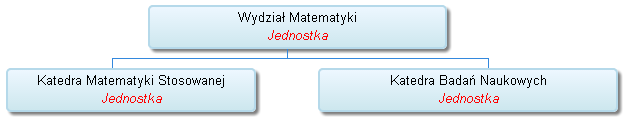 Wydział Matematyki
Jednostka
Katedra Matematyki Stosowanej
Jednostka
Katedra Badań Naukowych
Jednostka